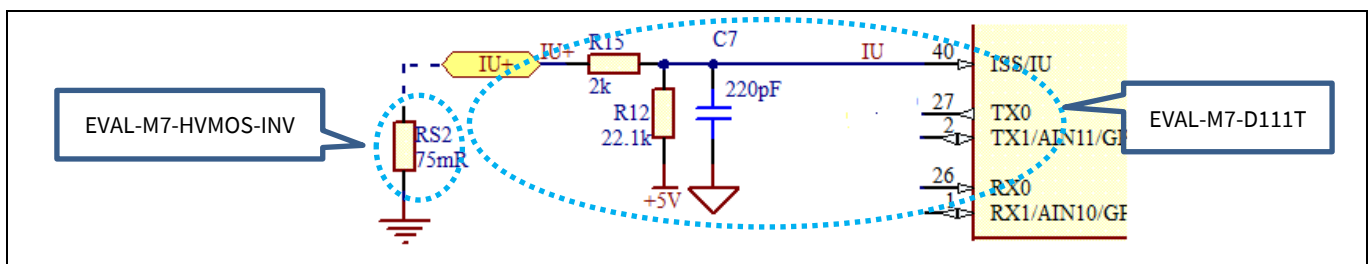 IU+
IU+
R15
2k
C7
220pF
R12
22.1k
+5V
IU
40
ISS/IU
27
TX0
2
TX1/AIN11/GP
26
RX0
1
RX1/AIN10/GP
EVAL-M7-HVMOS-INV
RS2
75mR
EVAL-M7-D111T